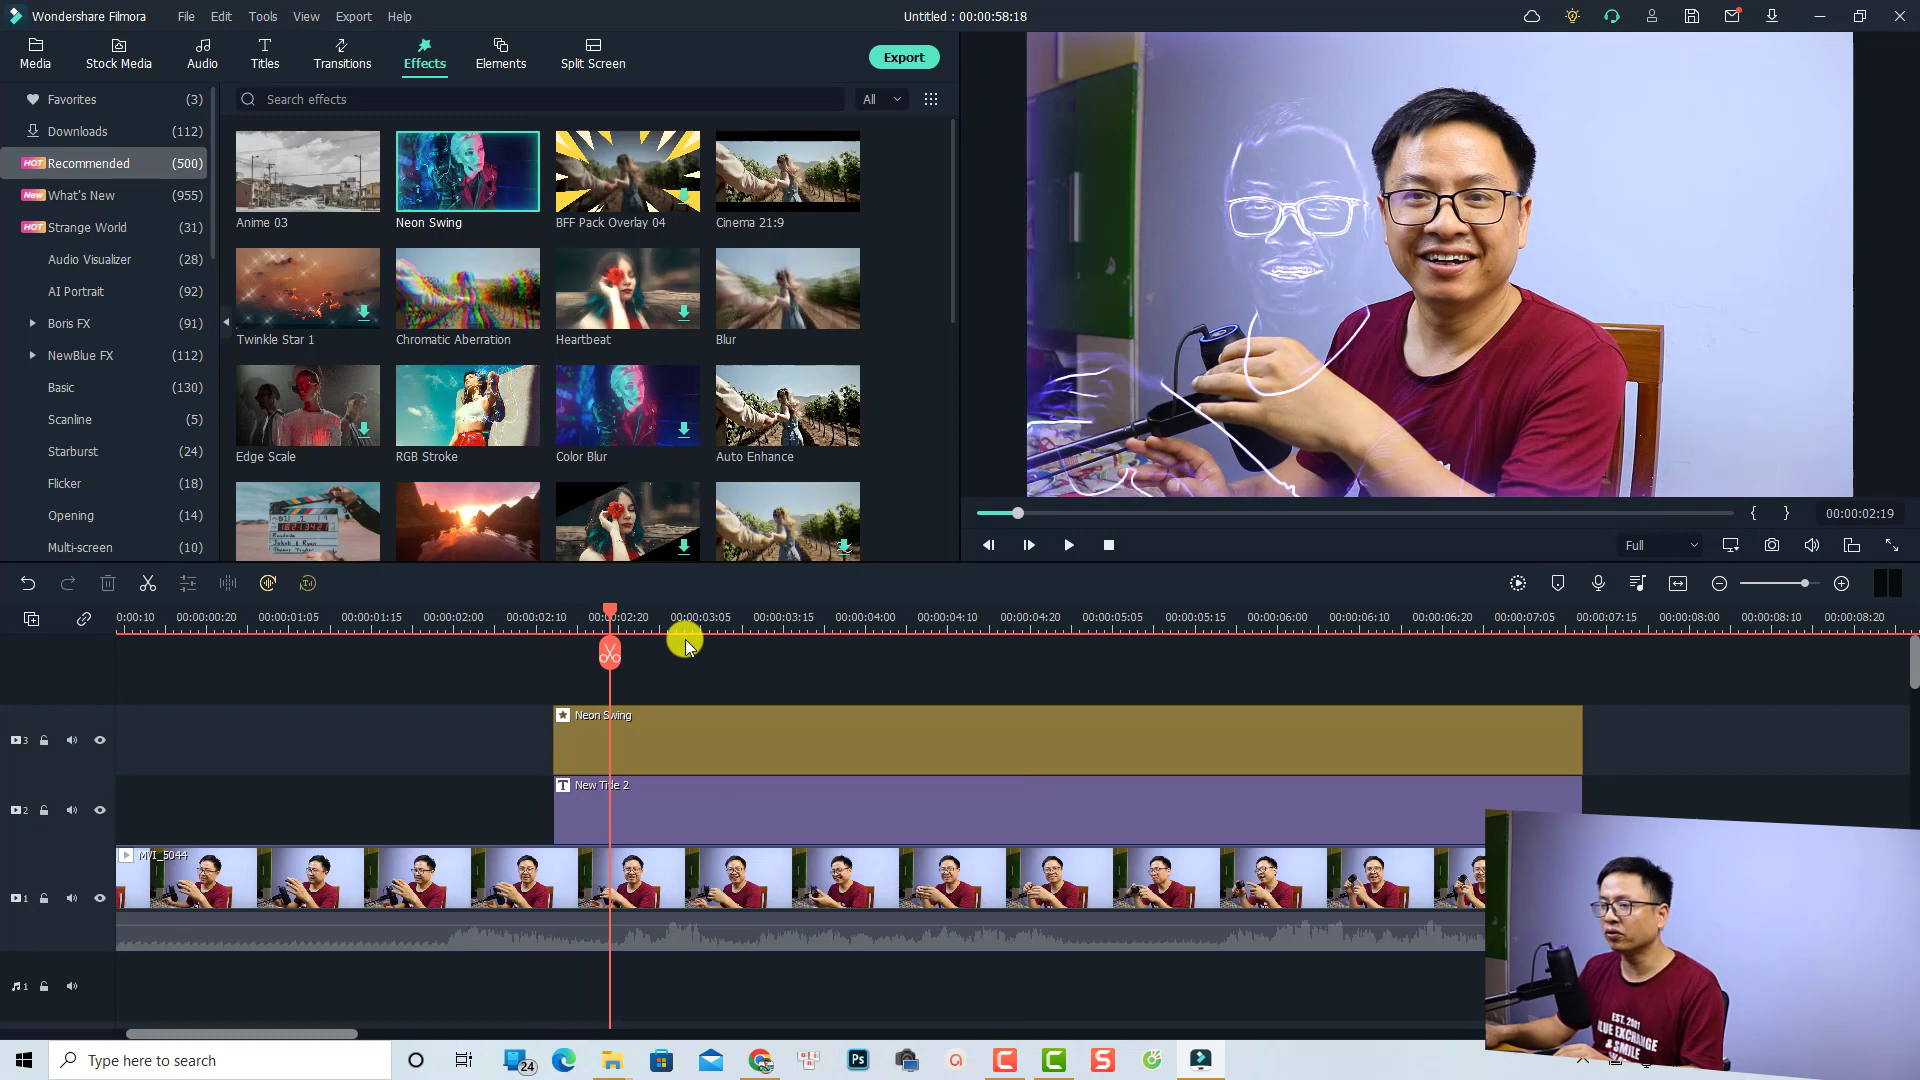 Wondershare Filmora
File Edit Tools View Export Help
Untitled : 00:00:58:18
Media Stock Media Audio Titles Transitions Effects Elements Split Screen
Export
Favorites (3)
Downloads (112)
HOT Recommended (500)
New What's New (955)
HOT Strange World (31)
Audio Visualizer (28)
AI Portrait (92)
Boris FX (91)
NewBlue FX (112)
Basic (130)
Scanline (5)
Starburst (24)
Flicker (18)
Opening (14)
Multi-screen (10)
Search effects
All
Anime 03 Neon Swing BFF Pack Overlay 04 Cinema 21:9
Twinkle Star 1 Chromatic Aberration Heartbeat Blur
Edge Scale RGB Stroke Color Blur Auto Enhance
{ } 00:00:02:19
Full
0:00:10 00:00:00:20 00:00:01:05 00:00:01:15 00:00:02:00 00:00:02:10 00:00:02:20 00:00:03:05 00:00:03:15 00:00:04:00 00:00:04:10 00:00:04:20 00:00:05:05 00:00:05:15 00:00:06:00 00:00:06:10 00:00:06:20 00:00:07:05 00:00:07:15 00:00:08:00 00:00:08:10 00:00:08:20
3
Neon Swing
2
New Title 2
1
MVI_5044
1
EST. 2001
BLUE EXCHANGE
& SMILE
Type here to search
24
Ps